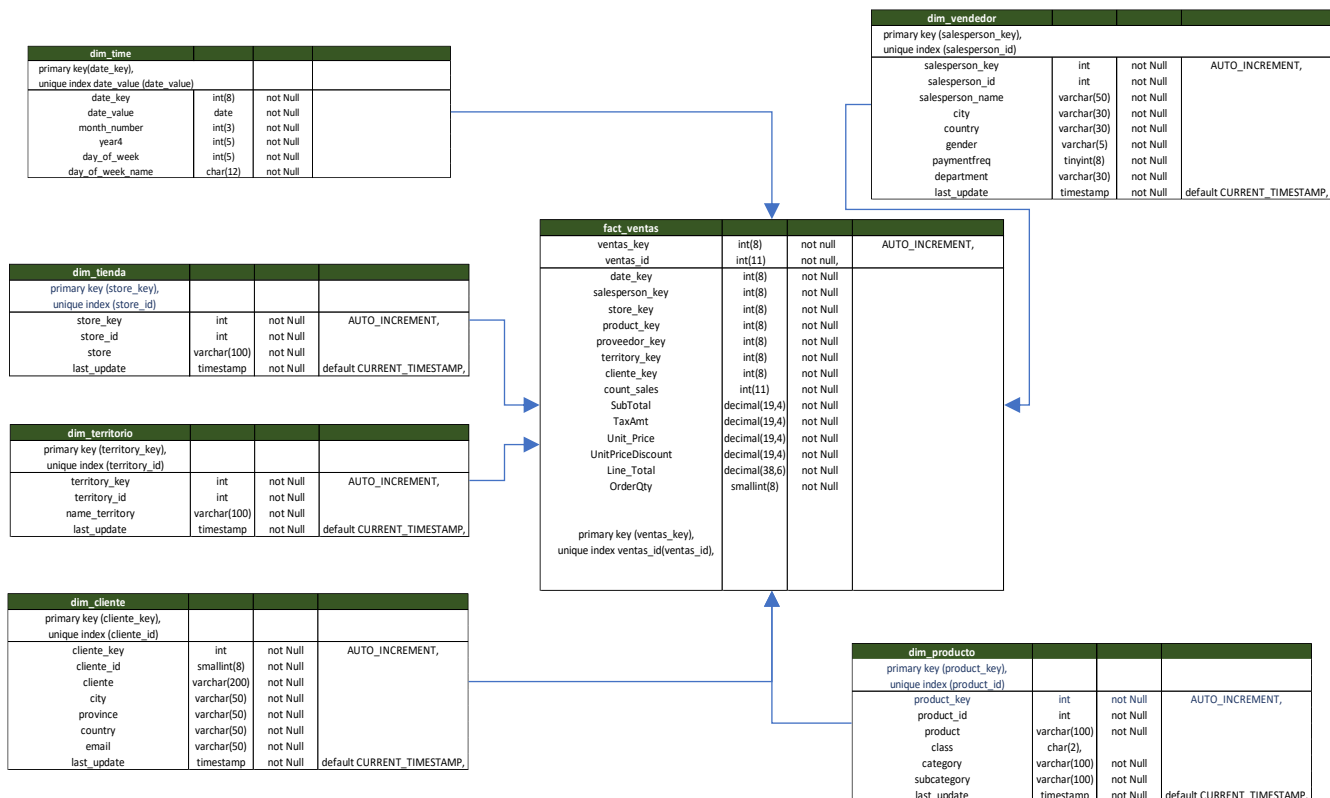 dim_time
primary key(date_key),
unique index date_value (date_value)
date_key int(8) not Null
date_value date not Null
month_number int(3) not Null
year4 int(5) not Null
day_of_week int(5) not Null
day_of_week_name char(12) not Null
dim_vendedor
primary key (salesperson_key),
unique index (salesperson_id)
salesperson_key int not Null AUTO_INCREMENT,
salesperson_id int not Null
salesperson_name varchar(50) not Null
city varchar(30) not Null
country varchar(30) not Null
gender varchar(5) not Null
paymentfreq tinyint(8) not Null
department varchar(30) not Null
last_update timestamp not Null default CURRENT_TIMESTAMP,
fact_ventas
ventas_key int(8) not null AUTO_INCREMENT,
ventas_id int(11) not null,
date_key int(8) not Null
salesperson_key int(8) not Null
store_key int(8) not Null
product_key int(8) not Null
proveedor_key int(8) not Null
territory_key int(8) not Null
cliente_key int(8) not Null
count_sales int(11) not Null
SubTotal decimal(19,4) not Null
TaxAmt decimal(19,4) not Null
Unit_Price decimal(19,4) not Null
UnitPriceDiscount decimal(19,4) not Null
Line_Total decimal(38,6) not Null
OrderQty smallint(8) not Null
primary key (ventas_key),
unique index ventas_id(ventas_id),
dim_tienda
primary key (store_key),
unique index (store_id)
store_key int not Null AUTO_INCREMENT,
store_id int not Null
store varchar(100) not Null
last_update timestamp not Null default CURRENT_TIMESTAMP,
dim_territorio
primary key (territory_key),
unique index (territory_id)
territory_key int not Null AUTO_INCREMENT,
territory_id int not Null
name_territory varchar(100) not Null
last_update timestamp not Null default CURRENT_TIMESTAMP,
dim_cliente
primary key (cliente_key),
unique index (cliente_id)
cliente_key int not Null AUTO_INCREMENT,
cliente_id smallint(8) not Null
cliente varchar(200) not Null
city varchar(50) not Null
province varchar(50) not Null
country varchar(50) not Null
email varchar(50) not Null
last_update timestamp not Null default CURRENT_TIMESTAMP,
dim_producto
primary key (product_key),
unique index (product_id)
product_key int not Null AUTO_INCREMENT,
product_id int not Null
product varchar(100) not Null
class char(2),
category varchar(100) not Null
subcategory varchar(100) not Null
last_update timestamp not Null default CURRENT_TIMESTAMP,